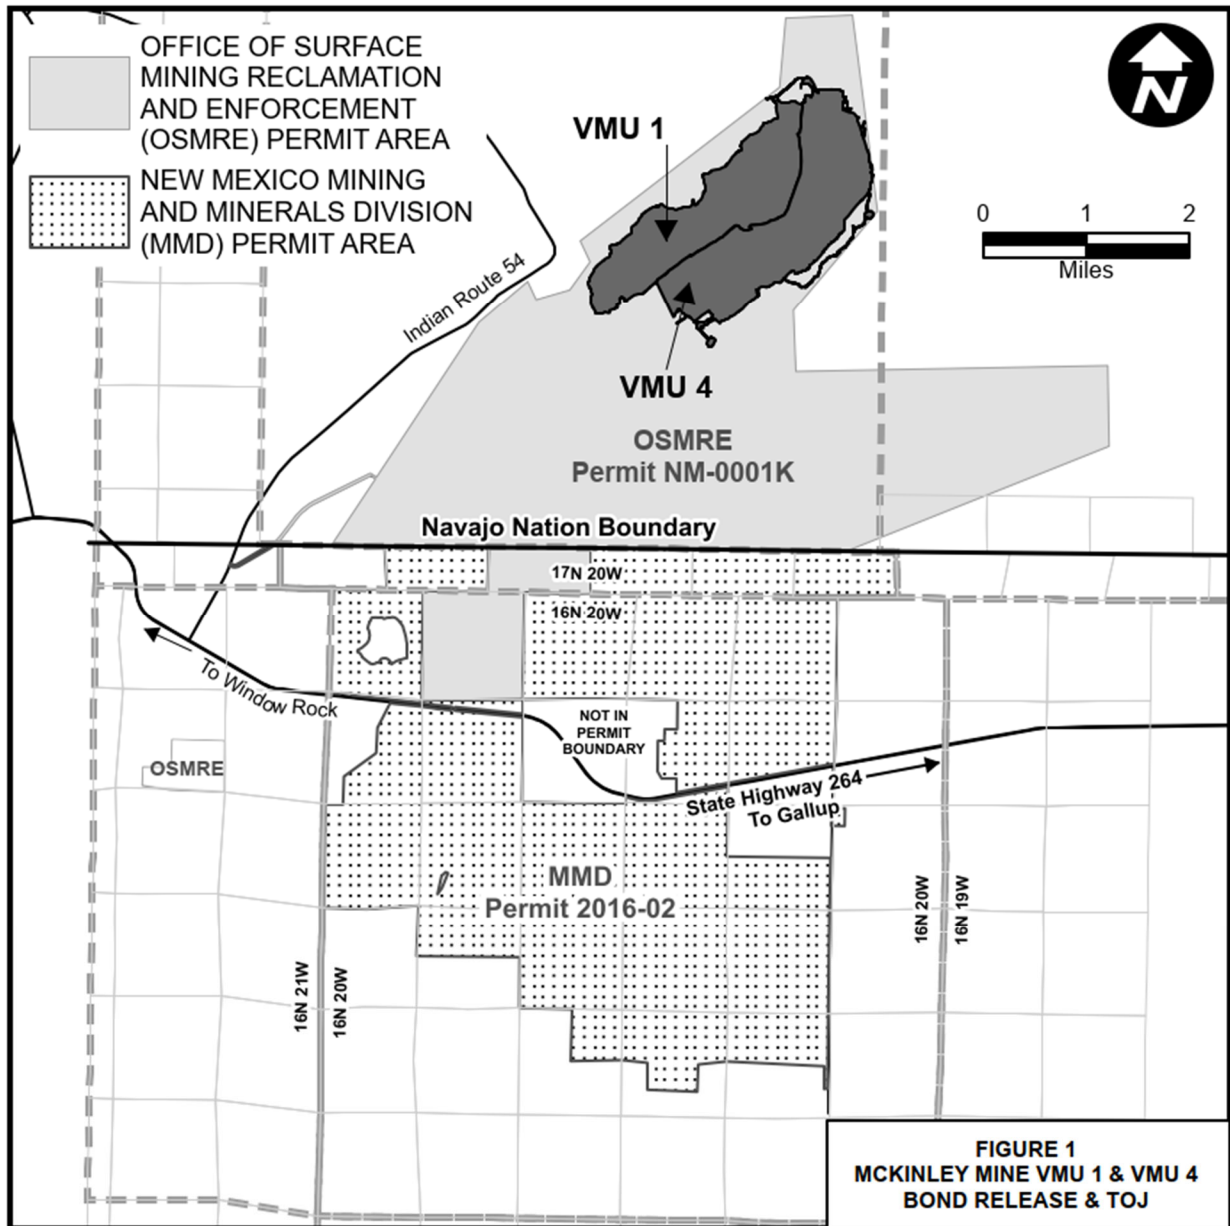 OFFICE OF SURFACE
MINING RECLAMATION
AND ENFORCEMENT
(OSMRE) PERMIT AREA
NEW MEXICO MINING
AND MINERALS DIVISION
(MMD) PERMIT AREA
N
0 1 2
Miles
VMU 1
Indian Route 54
VMU 4
OSMRE
Permit NM-0001K
Navajo Nation Boundary
17N 20W
16N 20W
To Window Rock
NOT IN
PERMIT
BOUNDARY
OSMRE
State Highway 264
To Gallup
MMD
Permit 2016-02
16N 20W
16N 19W
16N 21W
16N 20W
FIGURE 1
MCKINLEY MINE VMU 1 & VMU 4
BOND RELEASE & TOJ